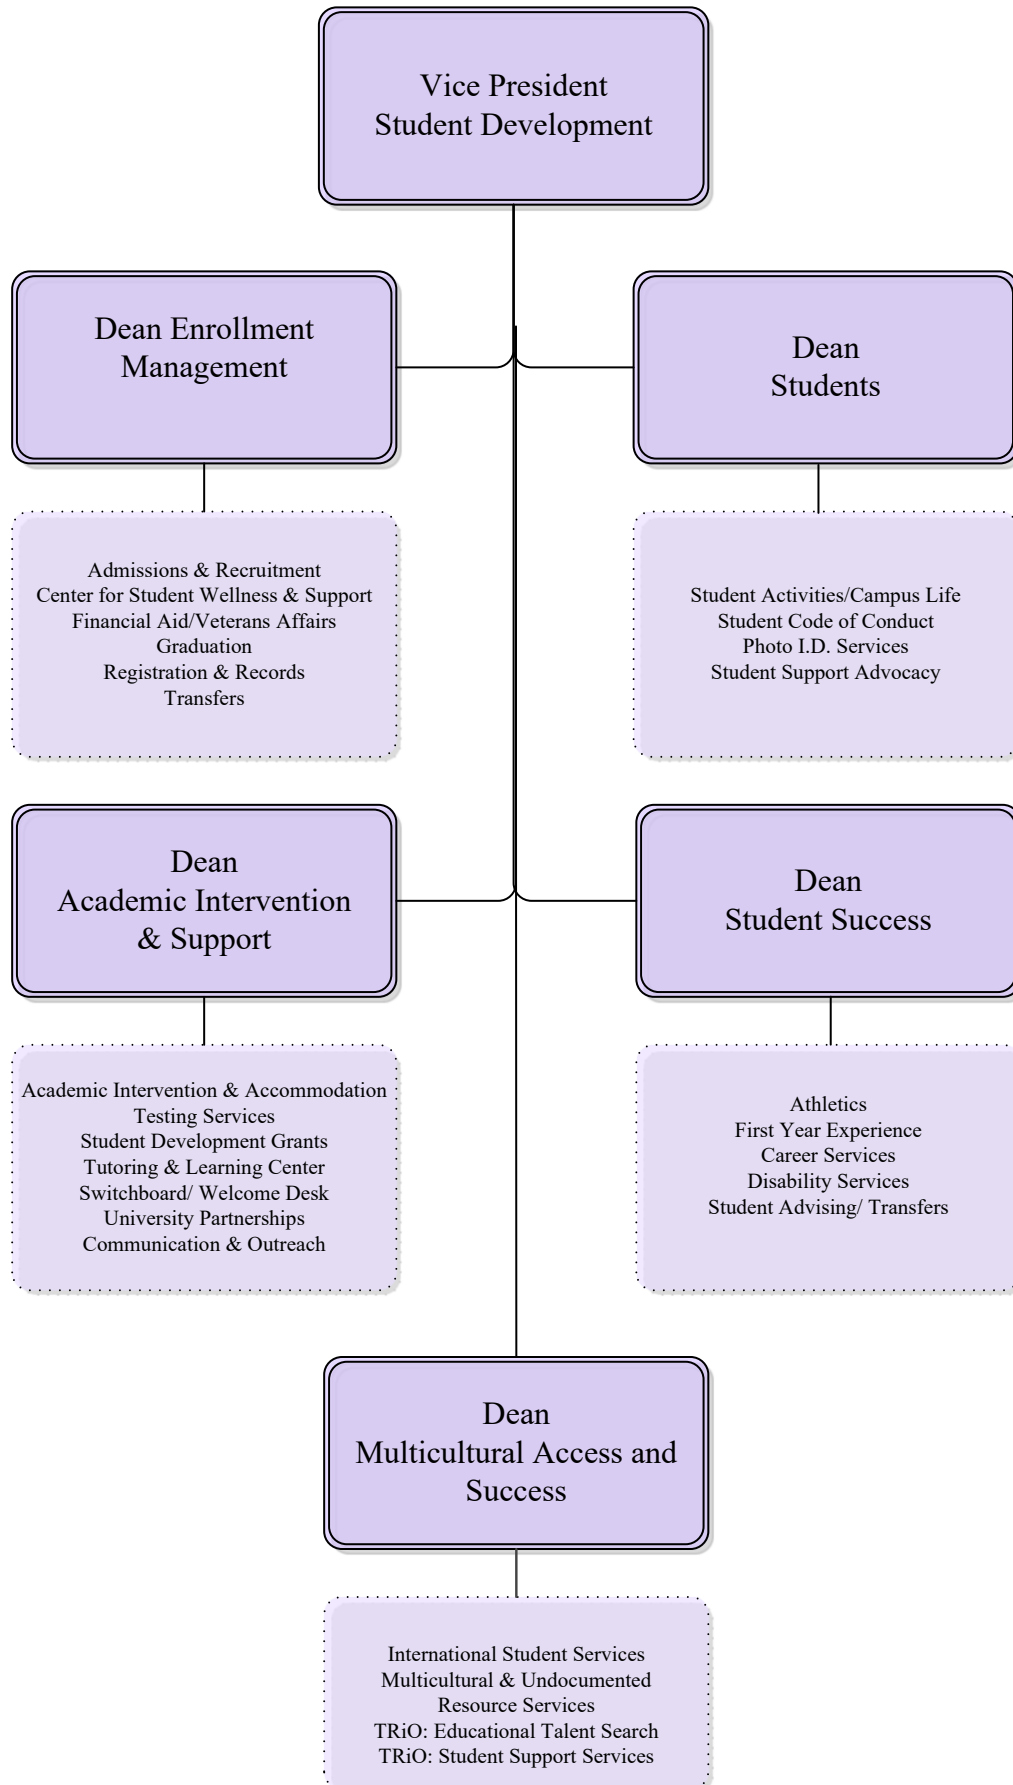 Vice President
Student Development
Dean Enrollment
Management
Dean
Students
Admissions & Recruitment
Center for Student Wellness & Support
Financial Aid/Veterans Affairs
Graduation
Registration & Records
Transfers
Student Activities/Campus Life
Student Code of Conduct
Photo I.D. Services
Student Support Advocacy
Dean
Academic Intervention
& Support
Dean
Student Success
Academic Intervention & Accommodation
Testing Services
Student Development Grants
Tutoring & Learning Center
Switchboard/ Welcome Desk
University Partnerships
Communication & Outreach
Athletics
First Year Experience
Career Services
Disability Services
Student Advising/ Transfers
Dean
Multicultural Access and
Success
International Student Services
Multicultural & Undocumented
Resource Services
TRiO: Educational Talent Search
TRiO: Student Support Services